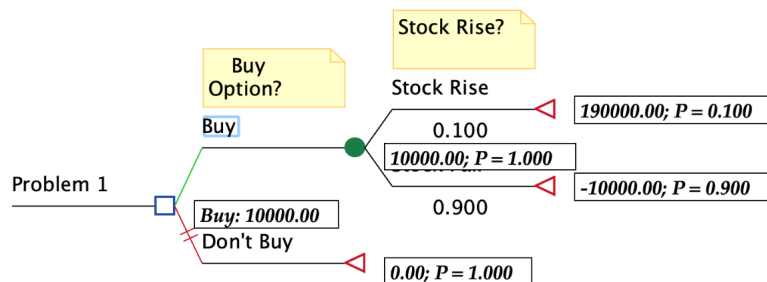 Buy
Option?
Stock Rise?
Stock Rise
Buy
0.100
190000.00; P = 0.100
10000.00; P = 1.000
Problem 1
-10000.00; P = 0.900
0.900
Buy: 10000.00
Don't Buy
0.00; P = 1.000